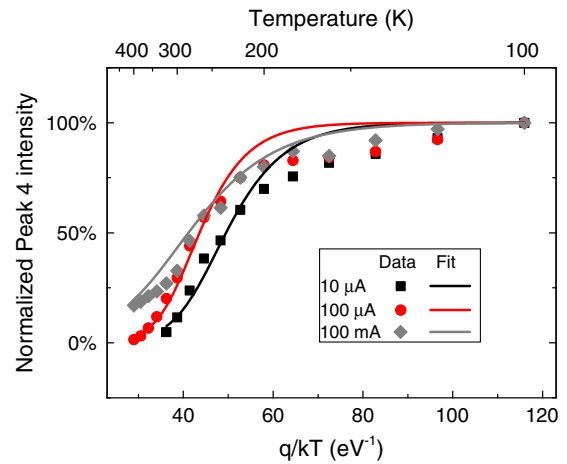 Temperature (K)
400 300 200 100
100%
50%
0%
Normalized Peak 4 intensity
Data Fit
10 µA
100 µA
100 mA
40 60 80 100 120
q/kT (eV⁻¹)